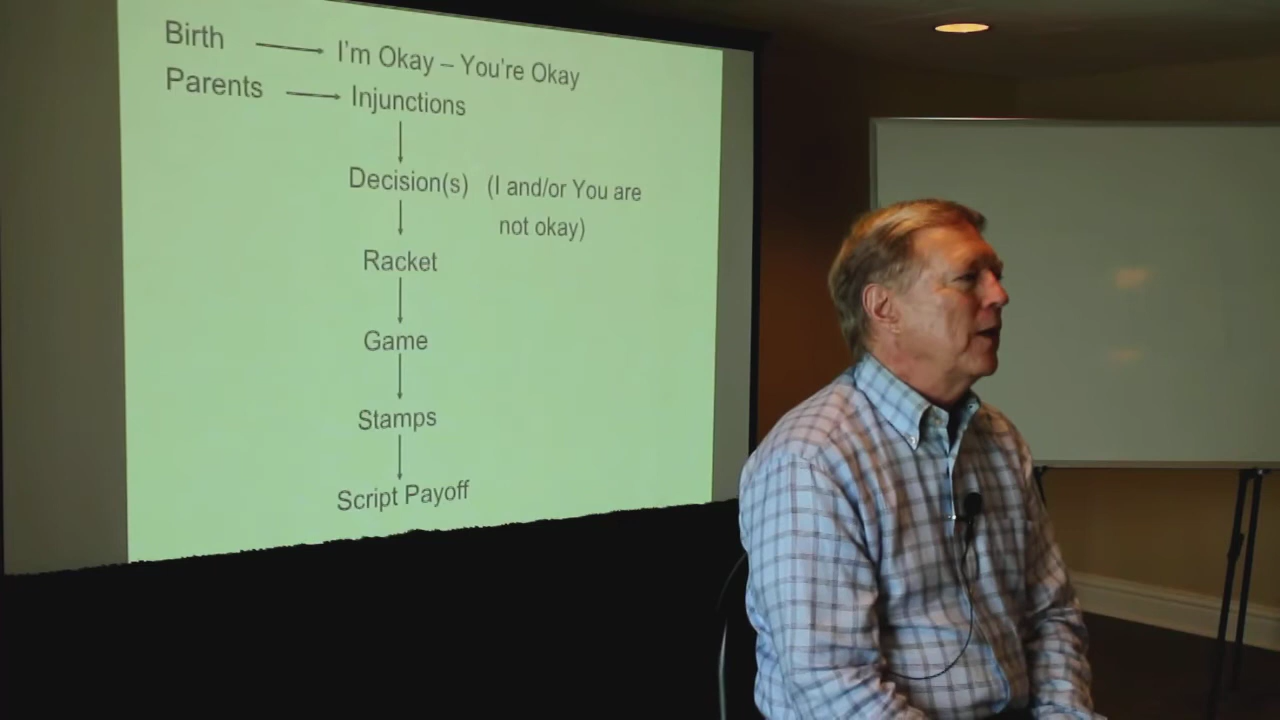 Birth I'm Okay – You're Okay
Parents Injunctions
Decision(s) (I and/or You are
not okay)
Racket
Game
Stamps
Script Payoff